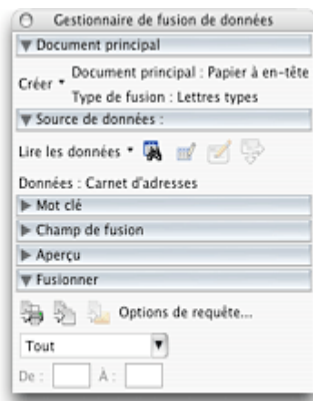 Gestionnaire de fusion de données
Document principal
Créer
Document principal : Papier à en-tête
Type de fusion : Lettres types
Source de données :
Lire les données
Données : Carnet d'adresses
Mot clé
Champ de fusion
Aperçu
Fusionner
Options de requête...
Tout
De : À :